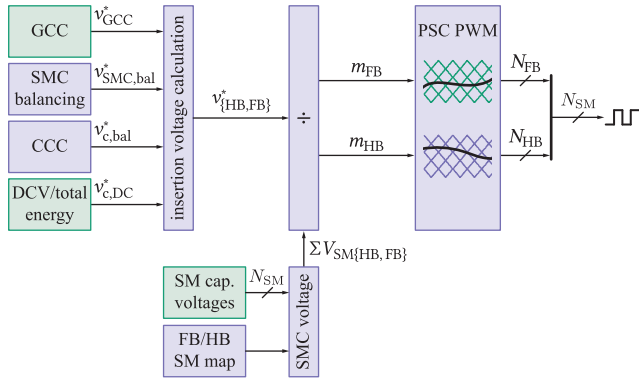 GCC
v*GCC
SMC balancing
v*SMC,bal
CCC
v*c,bal
DCV/total energy
v*c,DC
insertion voltage calculation
v*{HB,FB}
÷
mFB
mHB
PSC PWM
NFB
NHB
NSM
ΣVSM{HB, FB}
SM cap. voltages
NSM
FB/HB SM map
SMC voltage